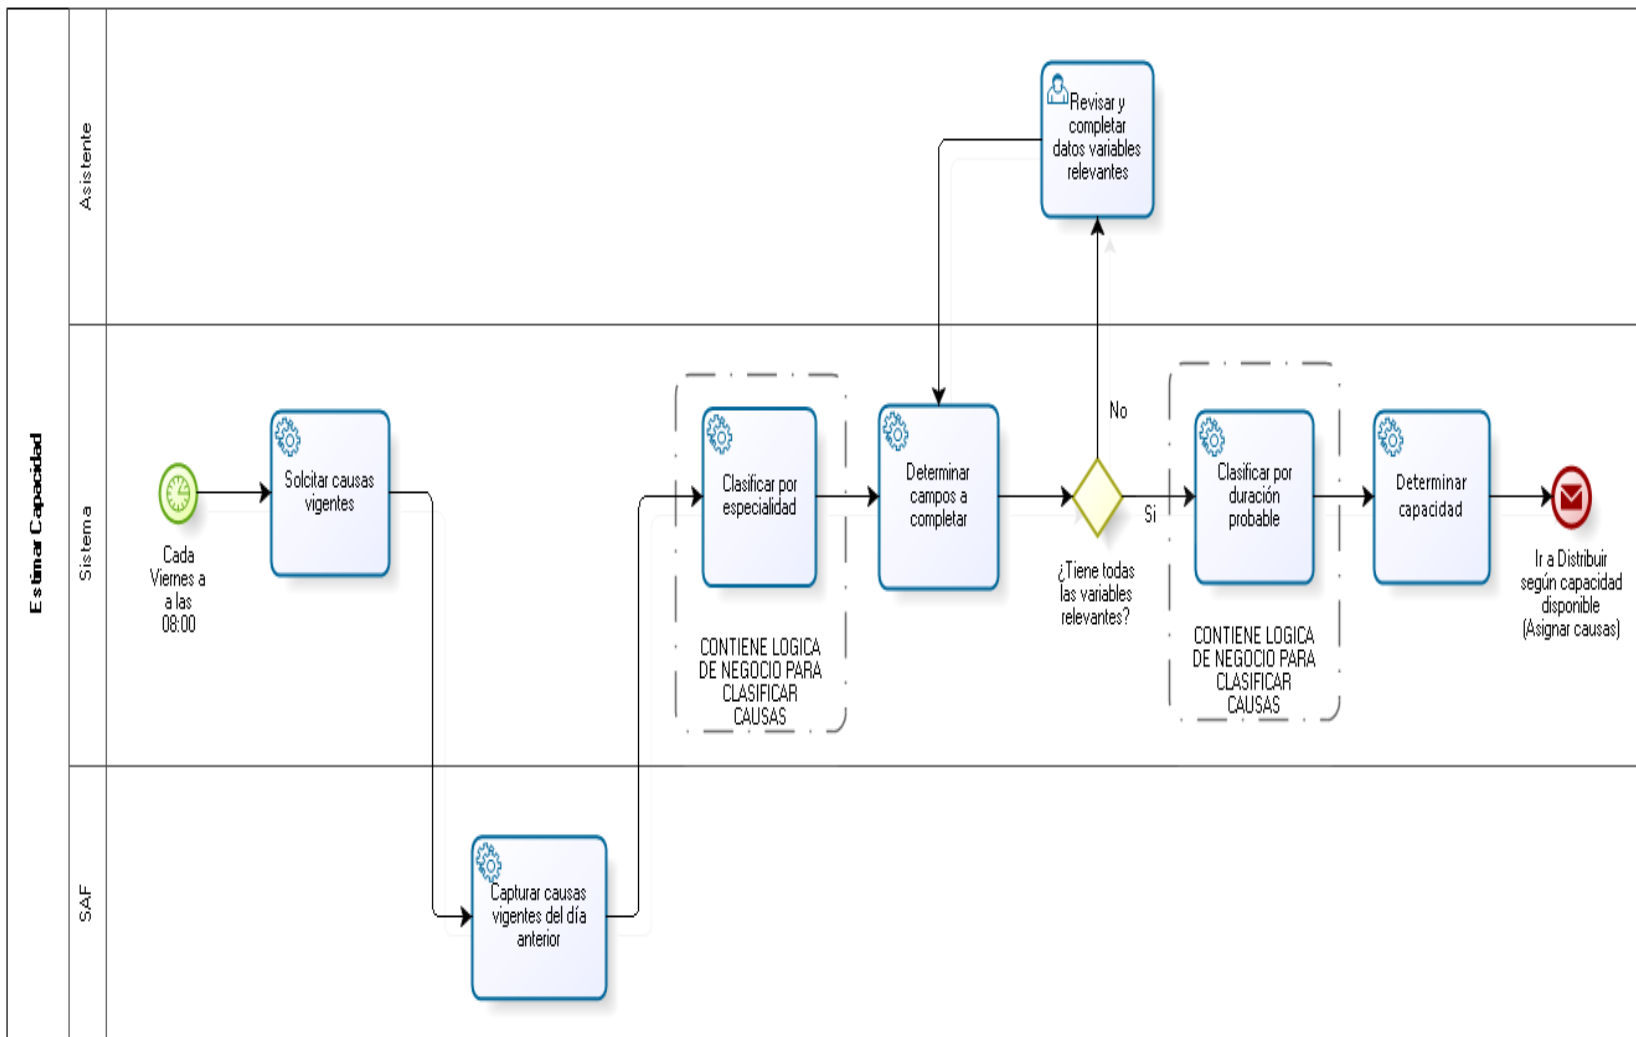 Estimar Capacidad
Asistente
Revisar y
completar
datos variables
relevantes
Sistema
Cada
Viernes a
a las
08:00
Solcitar causas
vigentes
Clasificar por
especialidad
CONTIENE LOGICA
DE NEGOCIO PARA
CLASIFICAR
CAUSAS
Determinar
campos a
completar
No
Si
¿Tiene todas
las variables
relevantes?
Clasificar por
duración
probable
CONTIENE LOGICA
DE NEGOCIO PARA
CLASIFICAR
CAUSAS
Determinar
capacidad
Ir a Distribuir
según capacidad
disponible
(Asignar causas)
SAF
Capturar causas
vigentes del día
anterior